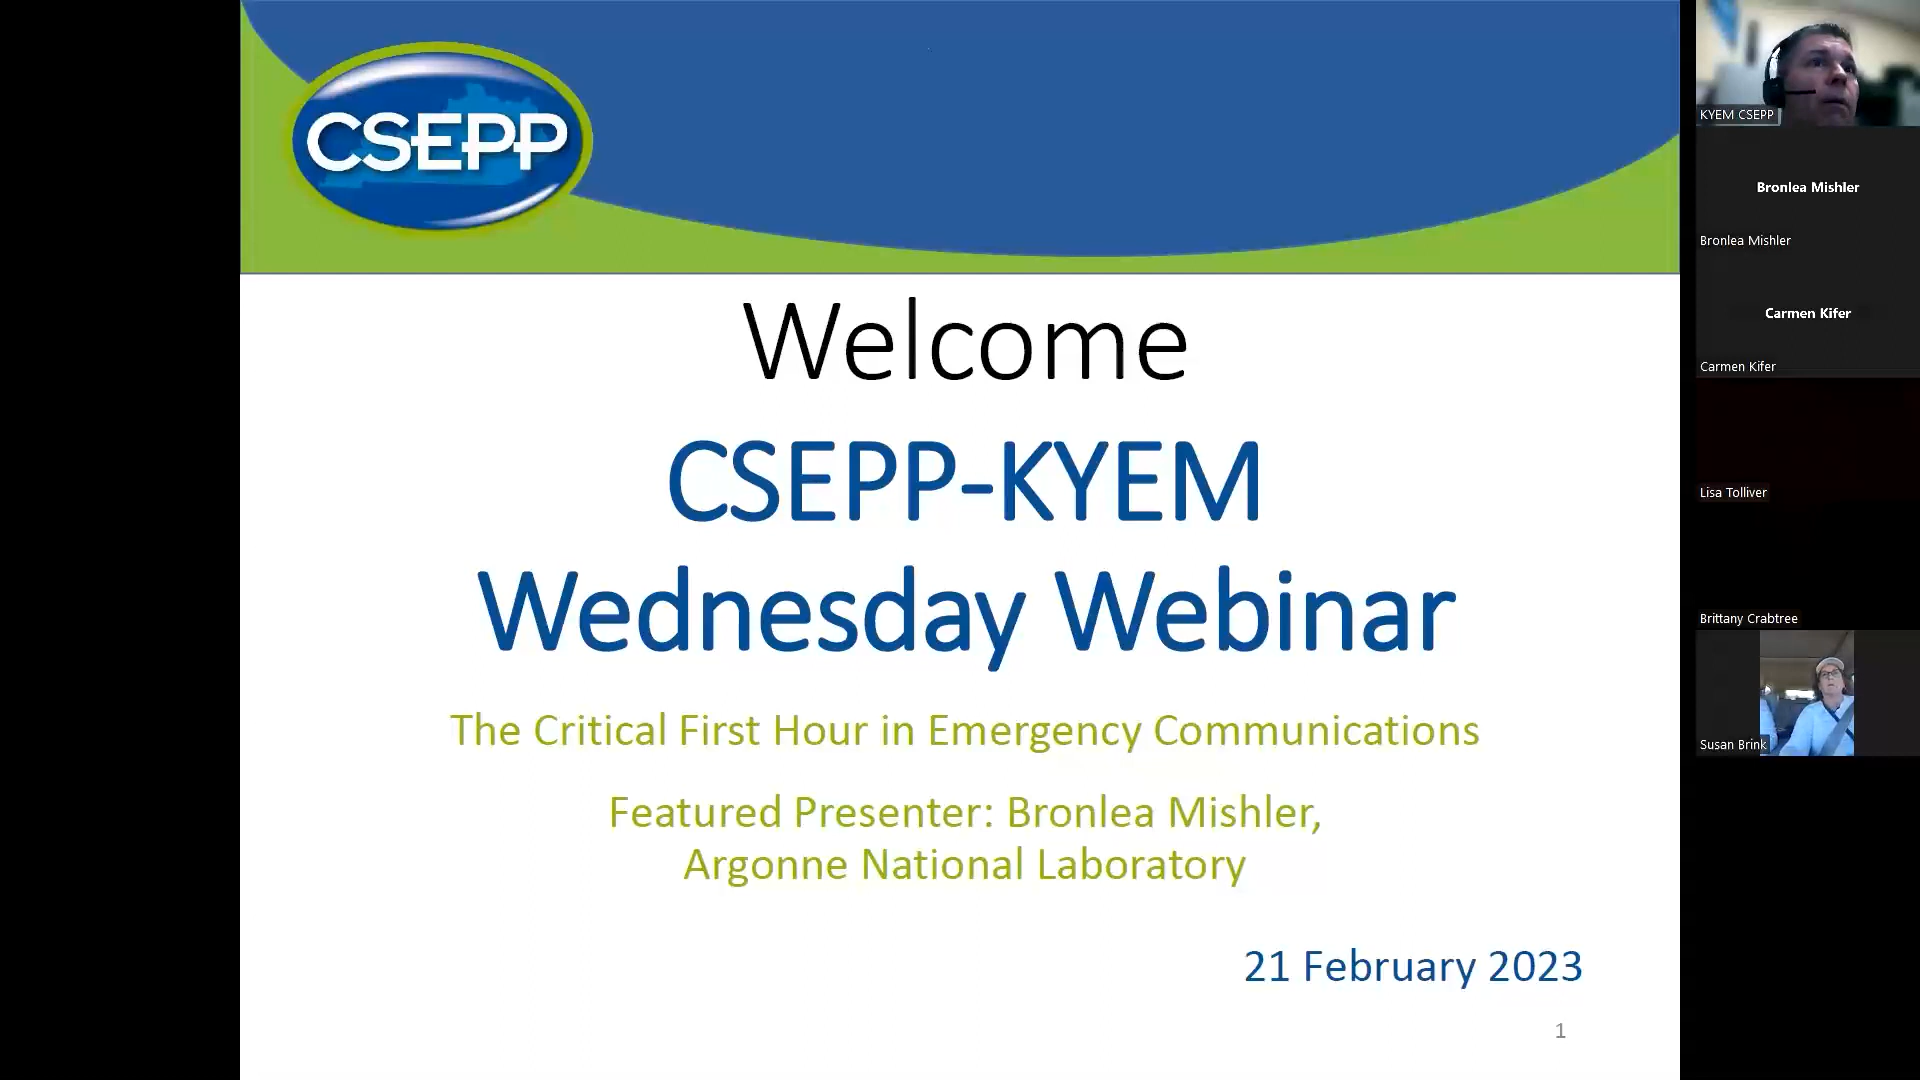 CSEPP
Welcome
CSEPP-KYEM
Wednesday Webinar
The Critical First Hour in Emergency Communications
Featured Presenter: Bronlea Mishler,
Argonne National Laboratory
21 February 2023
1
KYEM CSEPP
Bronlea Mishler
Bronlea Mishler
Carmen Kifer
Carmen Kifer
Lisa Tolliver
Brittany Crabtree
Susan Brink